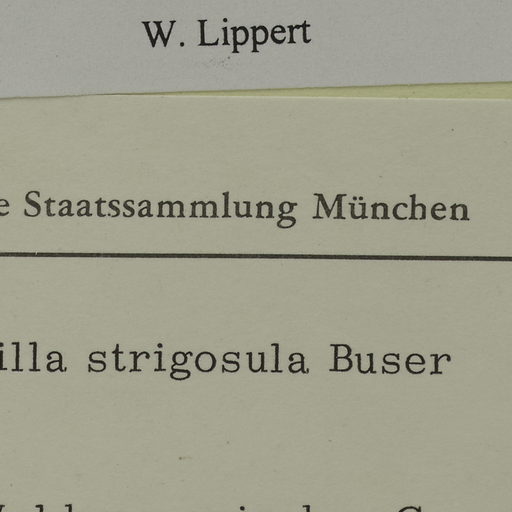 W. Lippert
e Staatssammlung München
illa strigosula Buser